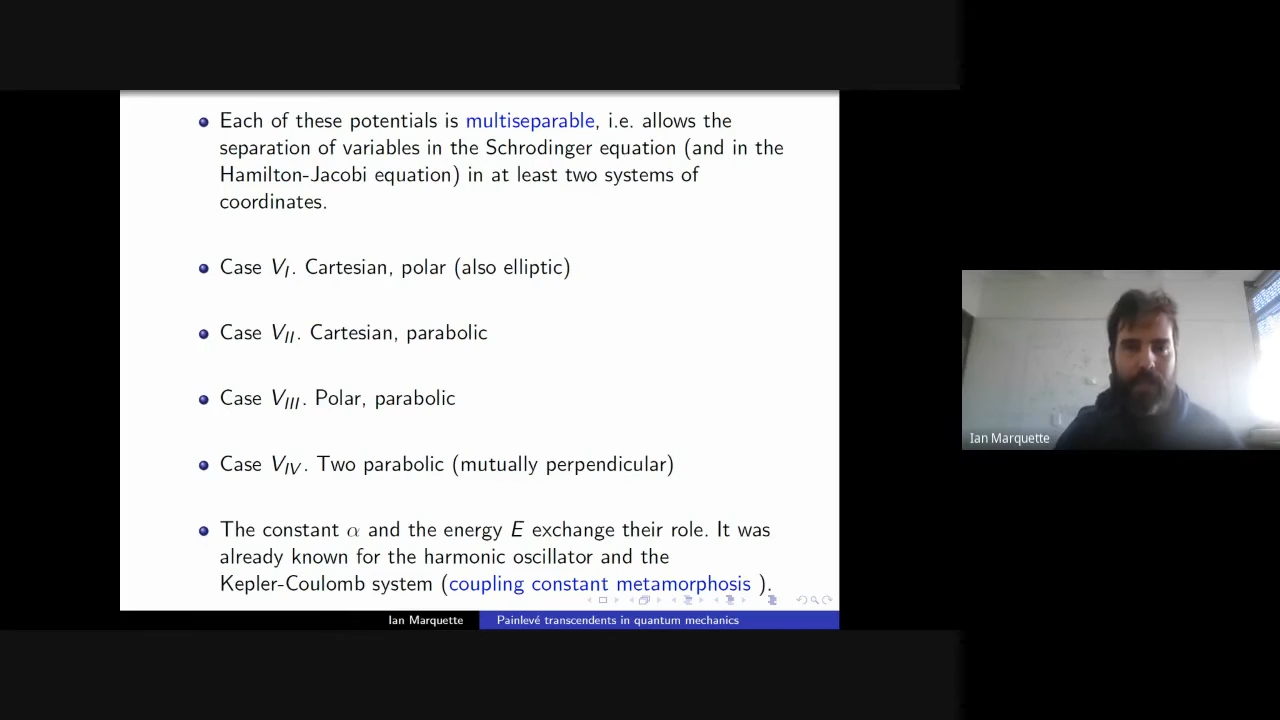 Each of these potentials is multiseparable, i.e. allows the
separation of variables in the Schrodinger equation (and in the
Hamilton-Jacobi equation) in at least two systems of
coordinates.
Case V_I. Cartesian, polar (also elliptic)
Case V_II. Cartesian, parabolic
Case V_III. Polar, parabolic
Case V_IV. Two parabolic (mutually perpendicular)
The constant α and the energy E exchange their role. It was
already known for the harmonic oscillator and the
Kepler-Coulomb system (coupling constant metamorphosis ).
Ian Marquette
Painlevé transcendents in quantum mechanics
Ian Marquette